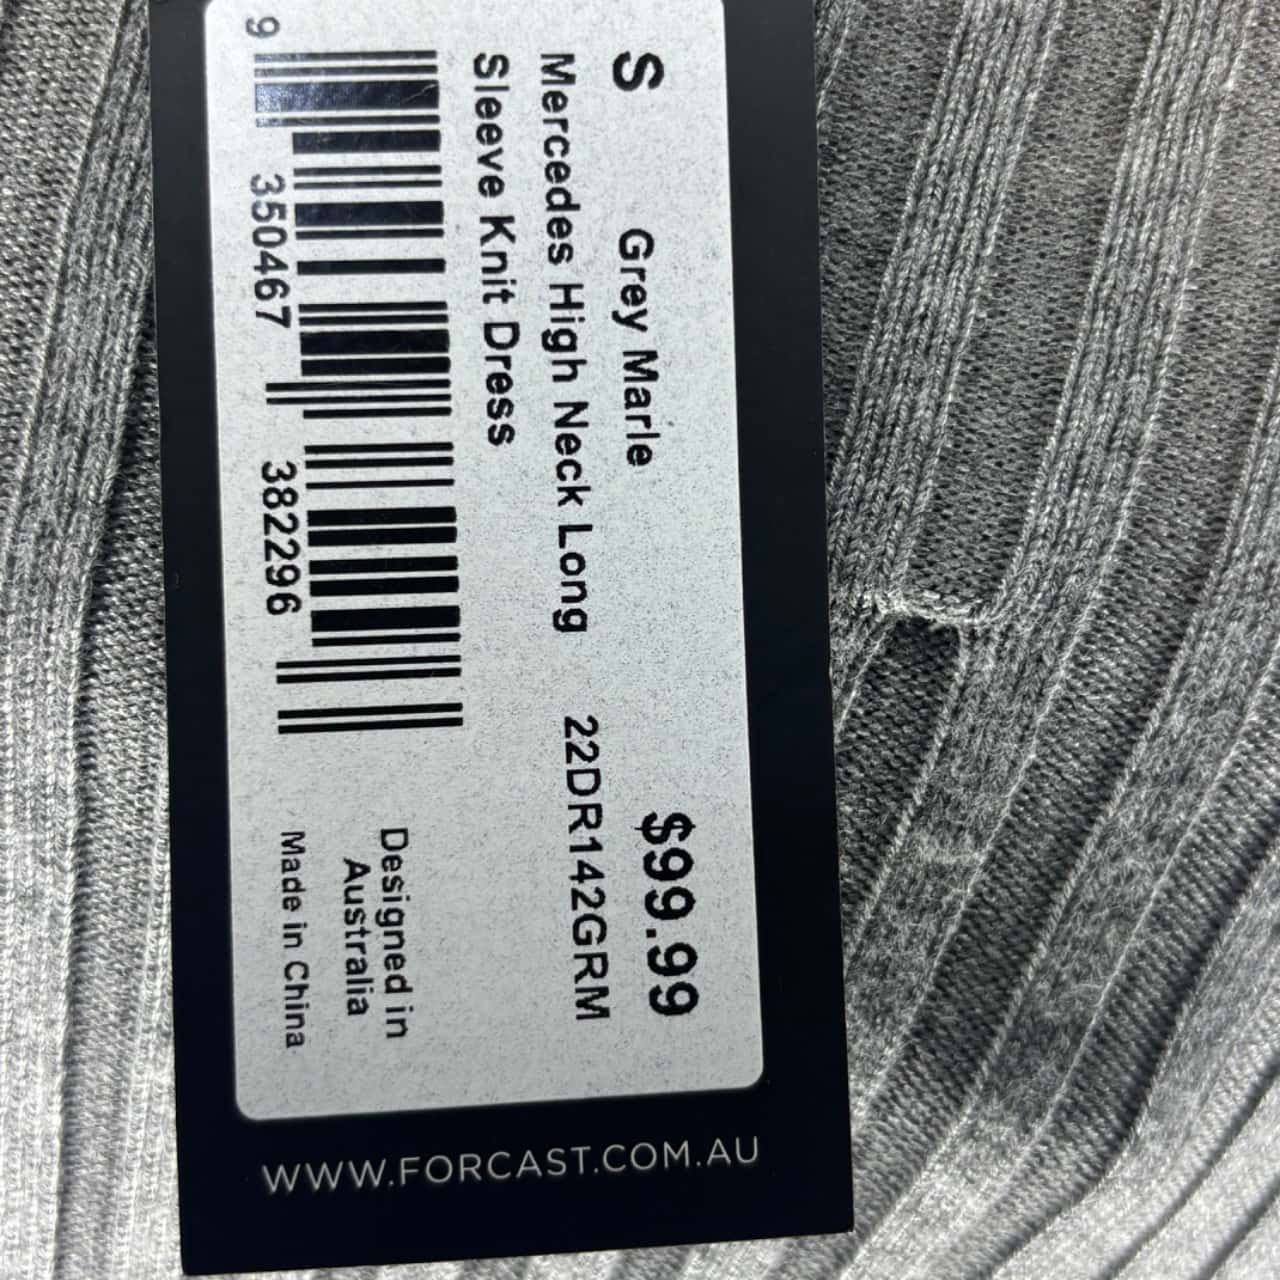 S Grey Marle $99.99
Mercedes High Neck Long 22DR142GRM
Sleeve Knit Dress
9 350467 382296
Designed in
Australia
Made in China
WWW.FORCAST.COM.AU